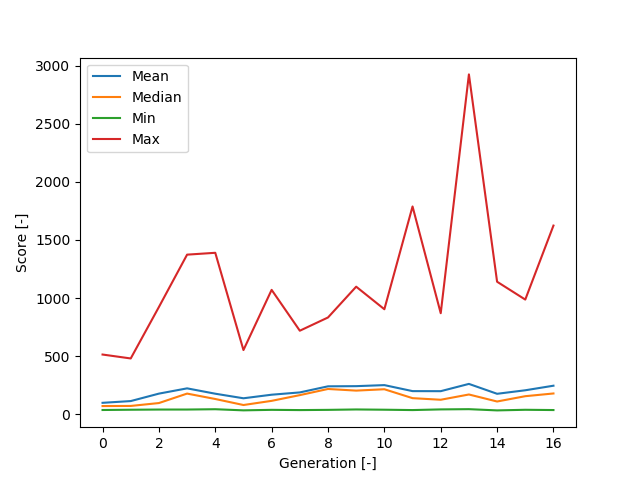 3000
2500
2000
1500
1000
500
0
Score [-]
Mean
Median
Min
Max
0 2 4 6 8 10 12 14 16
Generation [-]